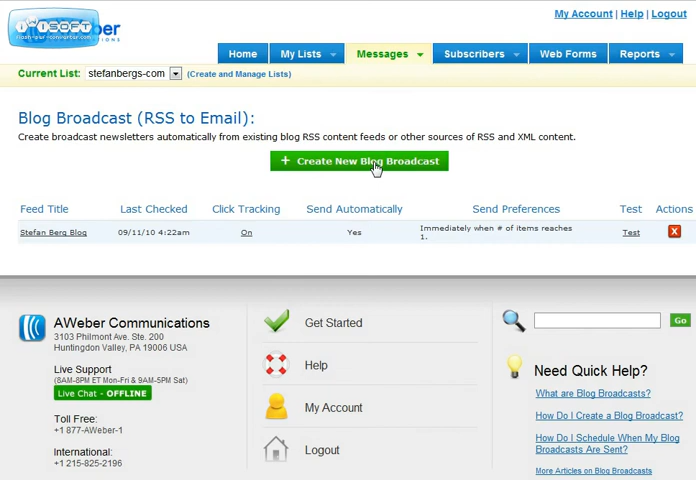 My Account | Help | Logout
iWiSOFT
flash-swf-converter.com
Weber
Home
My Lists
Messages
Subscribers
Web Forms
Reports
Current List: stefanbergs-com (Create and Manage Lists)
Blog Broadcast (RSS to Email):
Create broadcast newsletters automatically from existing blog RSS content feeds or other sources of RSS and XML content.
+ Create New Blog Broadcast
Feed Title Last Checked Click Tracking Send Automatically Send Preferences Test Actions
Stefan Berg Blog 09/11/10 4:22am On Yes Immediately when # of items reaches Test X
1.
AWeber Communications
3103 Philmont Ave. Ste. 200
Huntingdon Valley, PA 19006 USA
Live Support
(8AM-8PM ET Mon-Fri & 9AM-5PM Sat)
Live Chat - OFFLINE
Toll Free:
+1 877-AWeber-1
International:
+1 215-825-2196
Get Started
Help
My Account
Logout
Go
Need Quick Help?
What are Blog Broadcasts?
How Do I Create a Blog Broadcast?
How Do I Schedule When My Blog
Broadcasts Are Sent?
More Articles on Blog Broadcasts